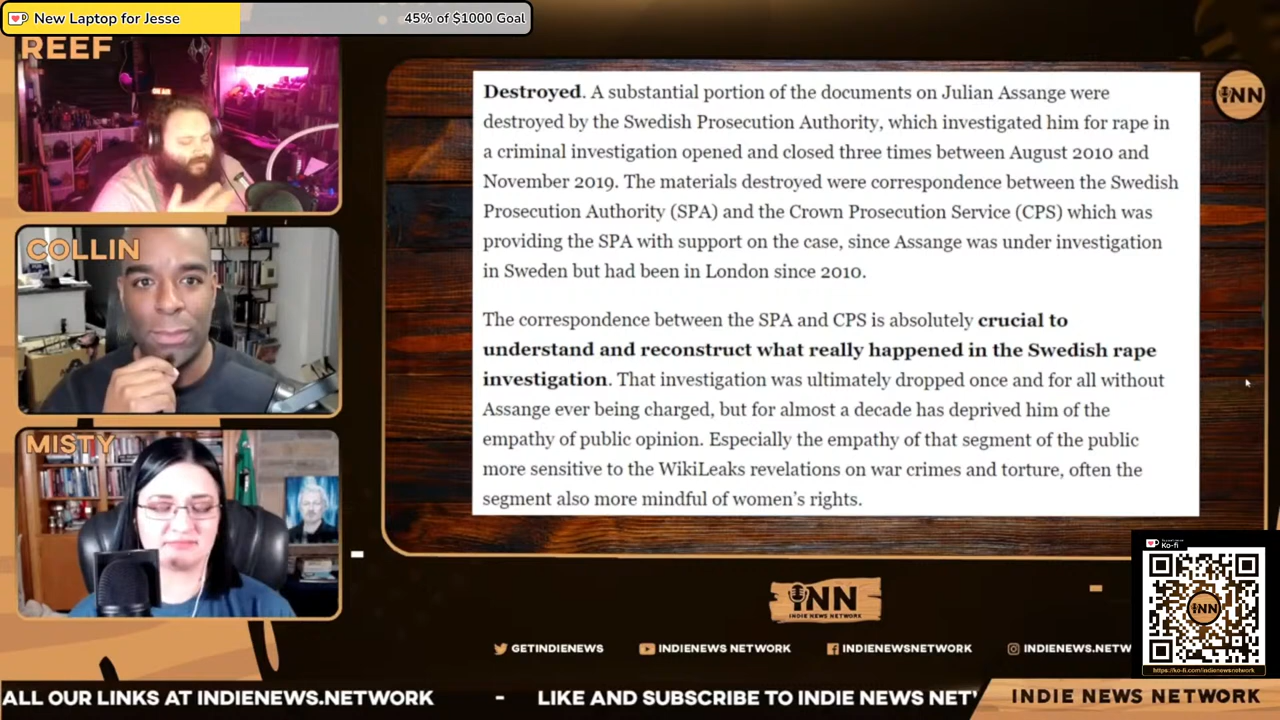 New Laptop for Jesse
45% of $1000 Goal
REEF
COLLIN
MISTY
Destroyed. A substantial portion of the documents on Julian Assange were
destroyed by the Swedish Prosecution Authority, which investigated him for rape in
a criminal investigation opened and closed three times between August 2010 and
November 2019. The materials destroyed were correspondence between the Swedish
Prosecution Authority (SPA) and the Crown Prosecution Service (CPS) which was
providing the SPA with support on the case, since Assange was under investigation
in Sweden but had been in London since 2010.
The correspondence between the SPA and CPS is absolutely crucial to
understand and reconstruct what really happened in the Swedish rape
investigation. That investigation was ultimately dropped once and for all without
Assange ever being charged, but for almost a decade has deprived him of the
empathy of public opinion. Especially the empathy of that segment of the public
more sensitive to the WikiLeaks revelations on war crimes and torture, often the
segment also more mindful of women's rights.
INN
INN
INDIE NEWS NETWORK
GETINDIENEWS
INDIENEWS NETWORK
INDIENEWSNETWORK
INDIENEWS.NETW
Ko-fi
INN
https://ko-fi.com/indienewsnetwork
ALL OUR LINKS AT INDIENEWS.NETWORK - LIKE AND SUBSCRIBE TO INDIE NEWS NET
INDIE NEWS NETWORK